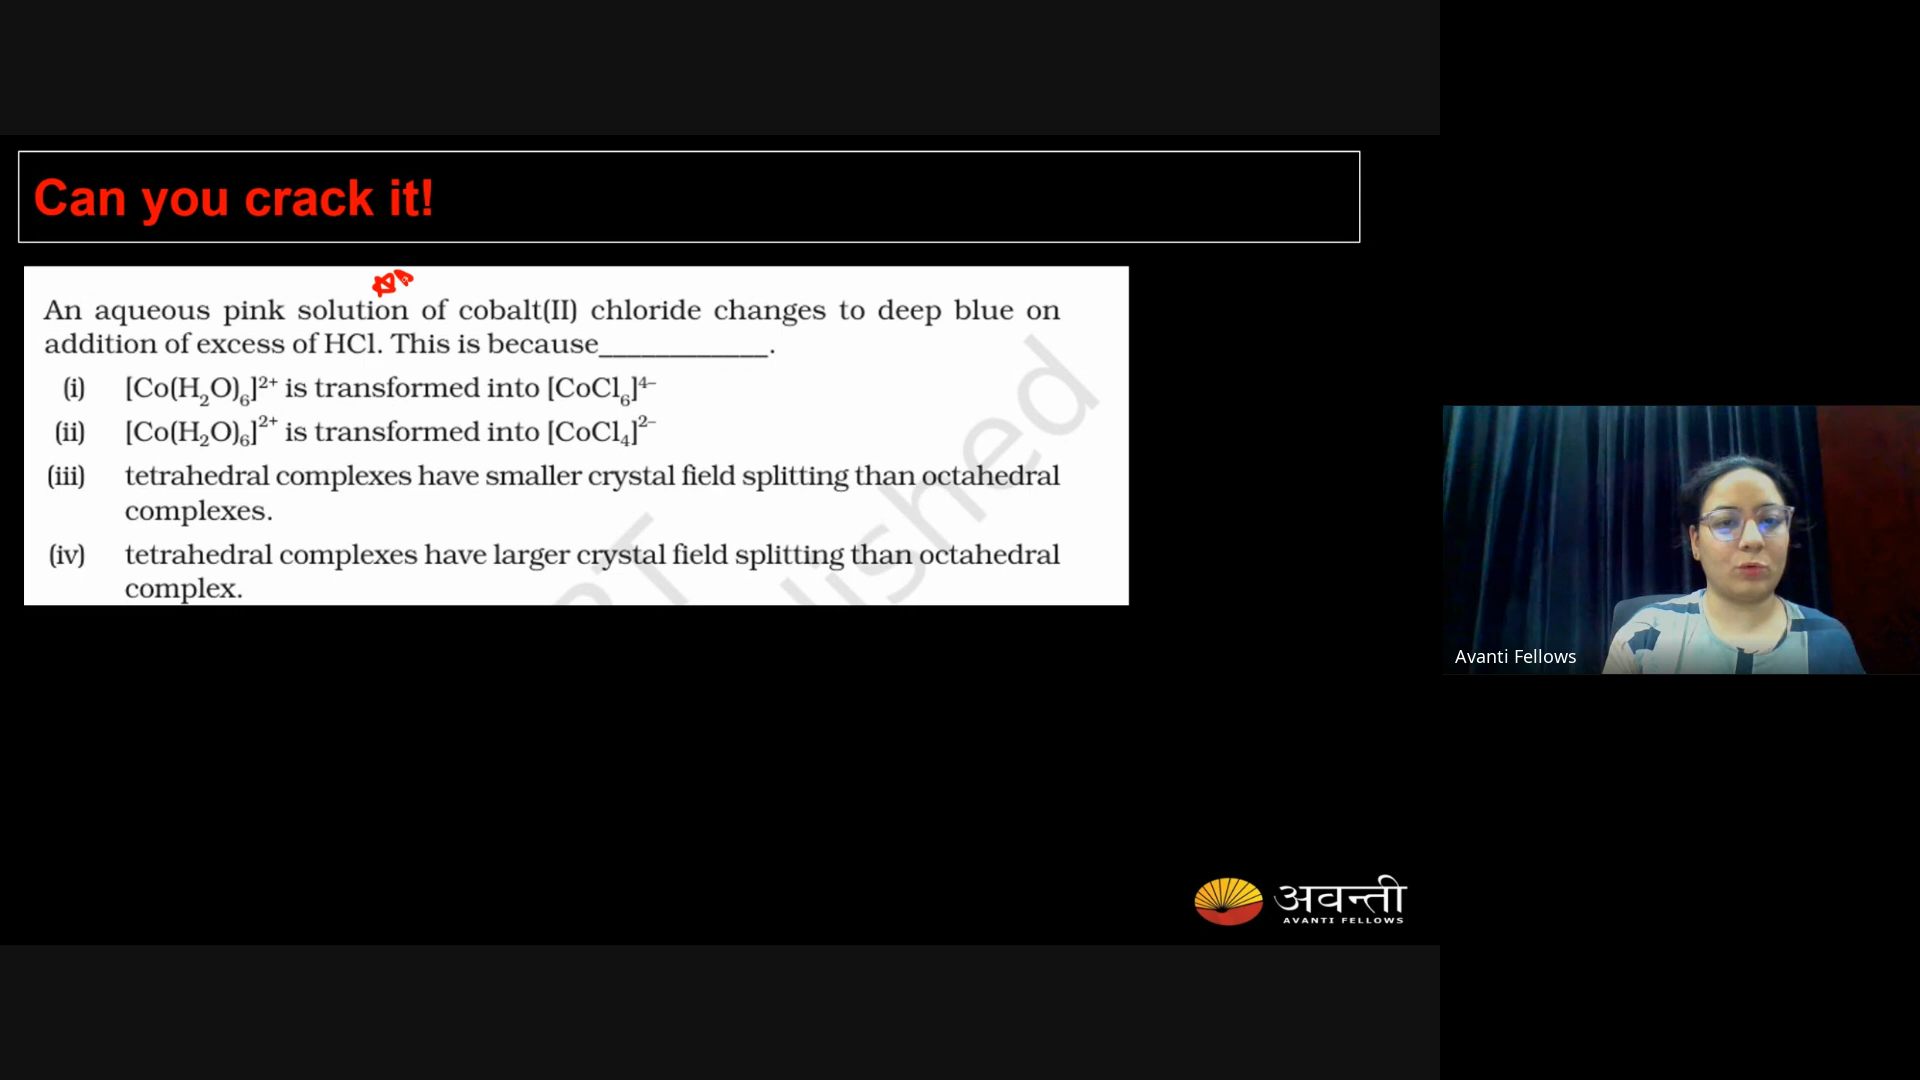 Can you crack it!
An aqueous pink solution of cobalt(II) chloride changes to deep blue on
addition of excess of HCl. This is because____________.
(i) [Co(H₂O)₆]²⁺ is transformed into [CoCl₆]⁴⁻
(ii) [Co(H₂O)₆]²⁺ is transformed into [CoCl₄]²⁻
(iii) tetrahedral complexes have smaller crystal field splitting than octahedral
complexes.
(iv) tetrahedral complexes have larger crystal field splitting than octahedral
complex.
Avanti Fellows
अवन्ती
AVANTI FELLOWS